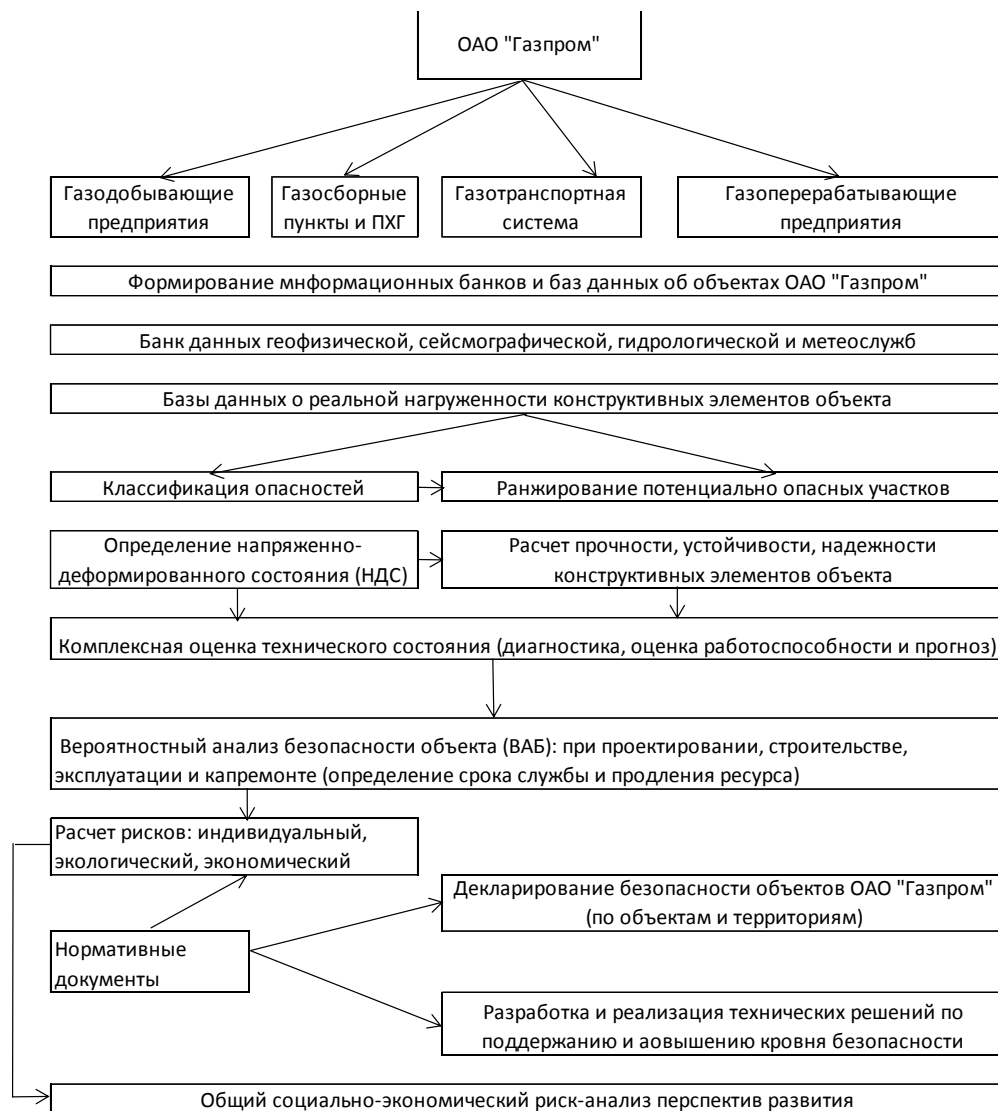 ОАО "Газпром"
Газодобывающие
предприятия
Газосборные
пункты и ПХГ
Газотранспортная
система
Газоперерабатывающие
предприятия
Формирование мнформационных банков и баз данных об объектах ОАО "Газпром"
Банк данных геофизической, сейсмографической, гидрологической и метеослужб
Базы данных о реальной нагруженности конструктивных элементов объекта
Классификация опасностей
Ранжирование потенциально опасных участков
Определение напряженно-
деформированного состояния (НДС)
Расчет прочности, устойчивости, надежности
конструктивных элементов объекта
Комплексная оценка технического состояния (диагностика, оценка работоспособности и прогноз)
Вероятностный анализ безопасности объекта (ВАБ): при проектировании, строительстве,
эксплуатации и капремонте (определение срока службы и продления ресурса)
Расчет рисков: индивидуальный,
экологический, экономический
Декларирование безопасности объектов ОАО "Газпром"
(по объектам и территориям)
Нормативные
документы
Разработка и реализация технических решений по
поддержанию и аовышению кровня безопасности
Общий социально-экономический риск-анализ перспектив развития